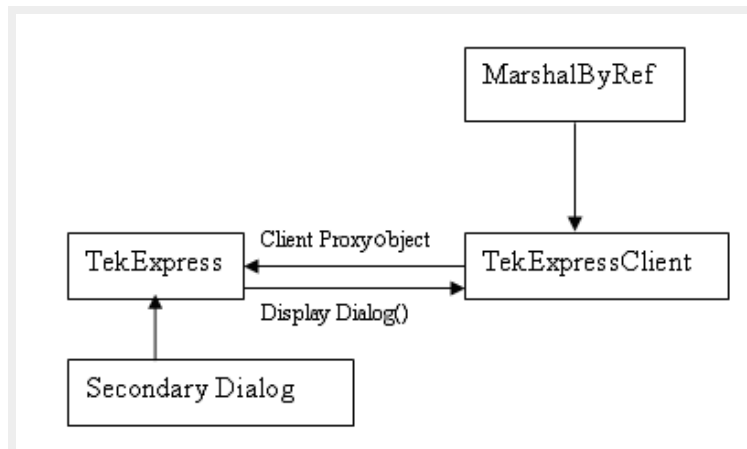 MarshalByRef
Client ProxyObject
TekExpress
TekExpressClient
Display Dialog()
Secondary Dialog